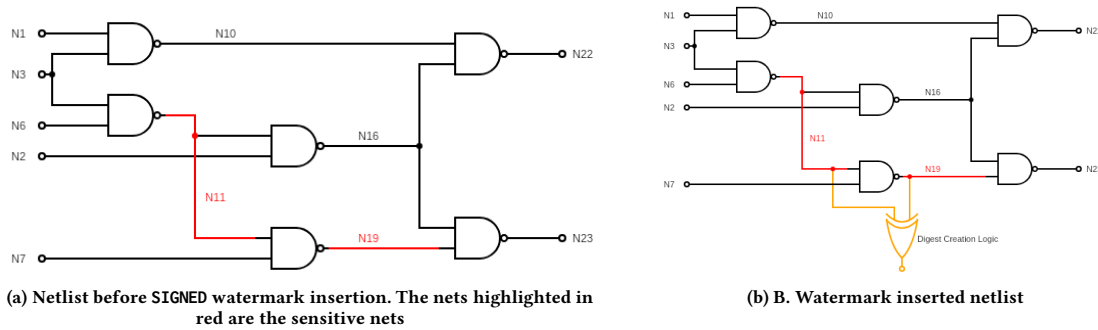 N1
N10
N3
N22
N6
N16
N2
N11
N19
N7
N23
(a) Netlist before SIGNED watermark insertion. The nets highlighted in
red are the sensitive nets
N1
N10
N3
N2
N6
N16
N2
N11
N19
N2
N7
Digest Creation Logic
(b) B. Watermark inserted netlist